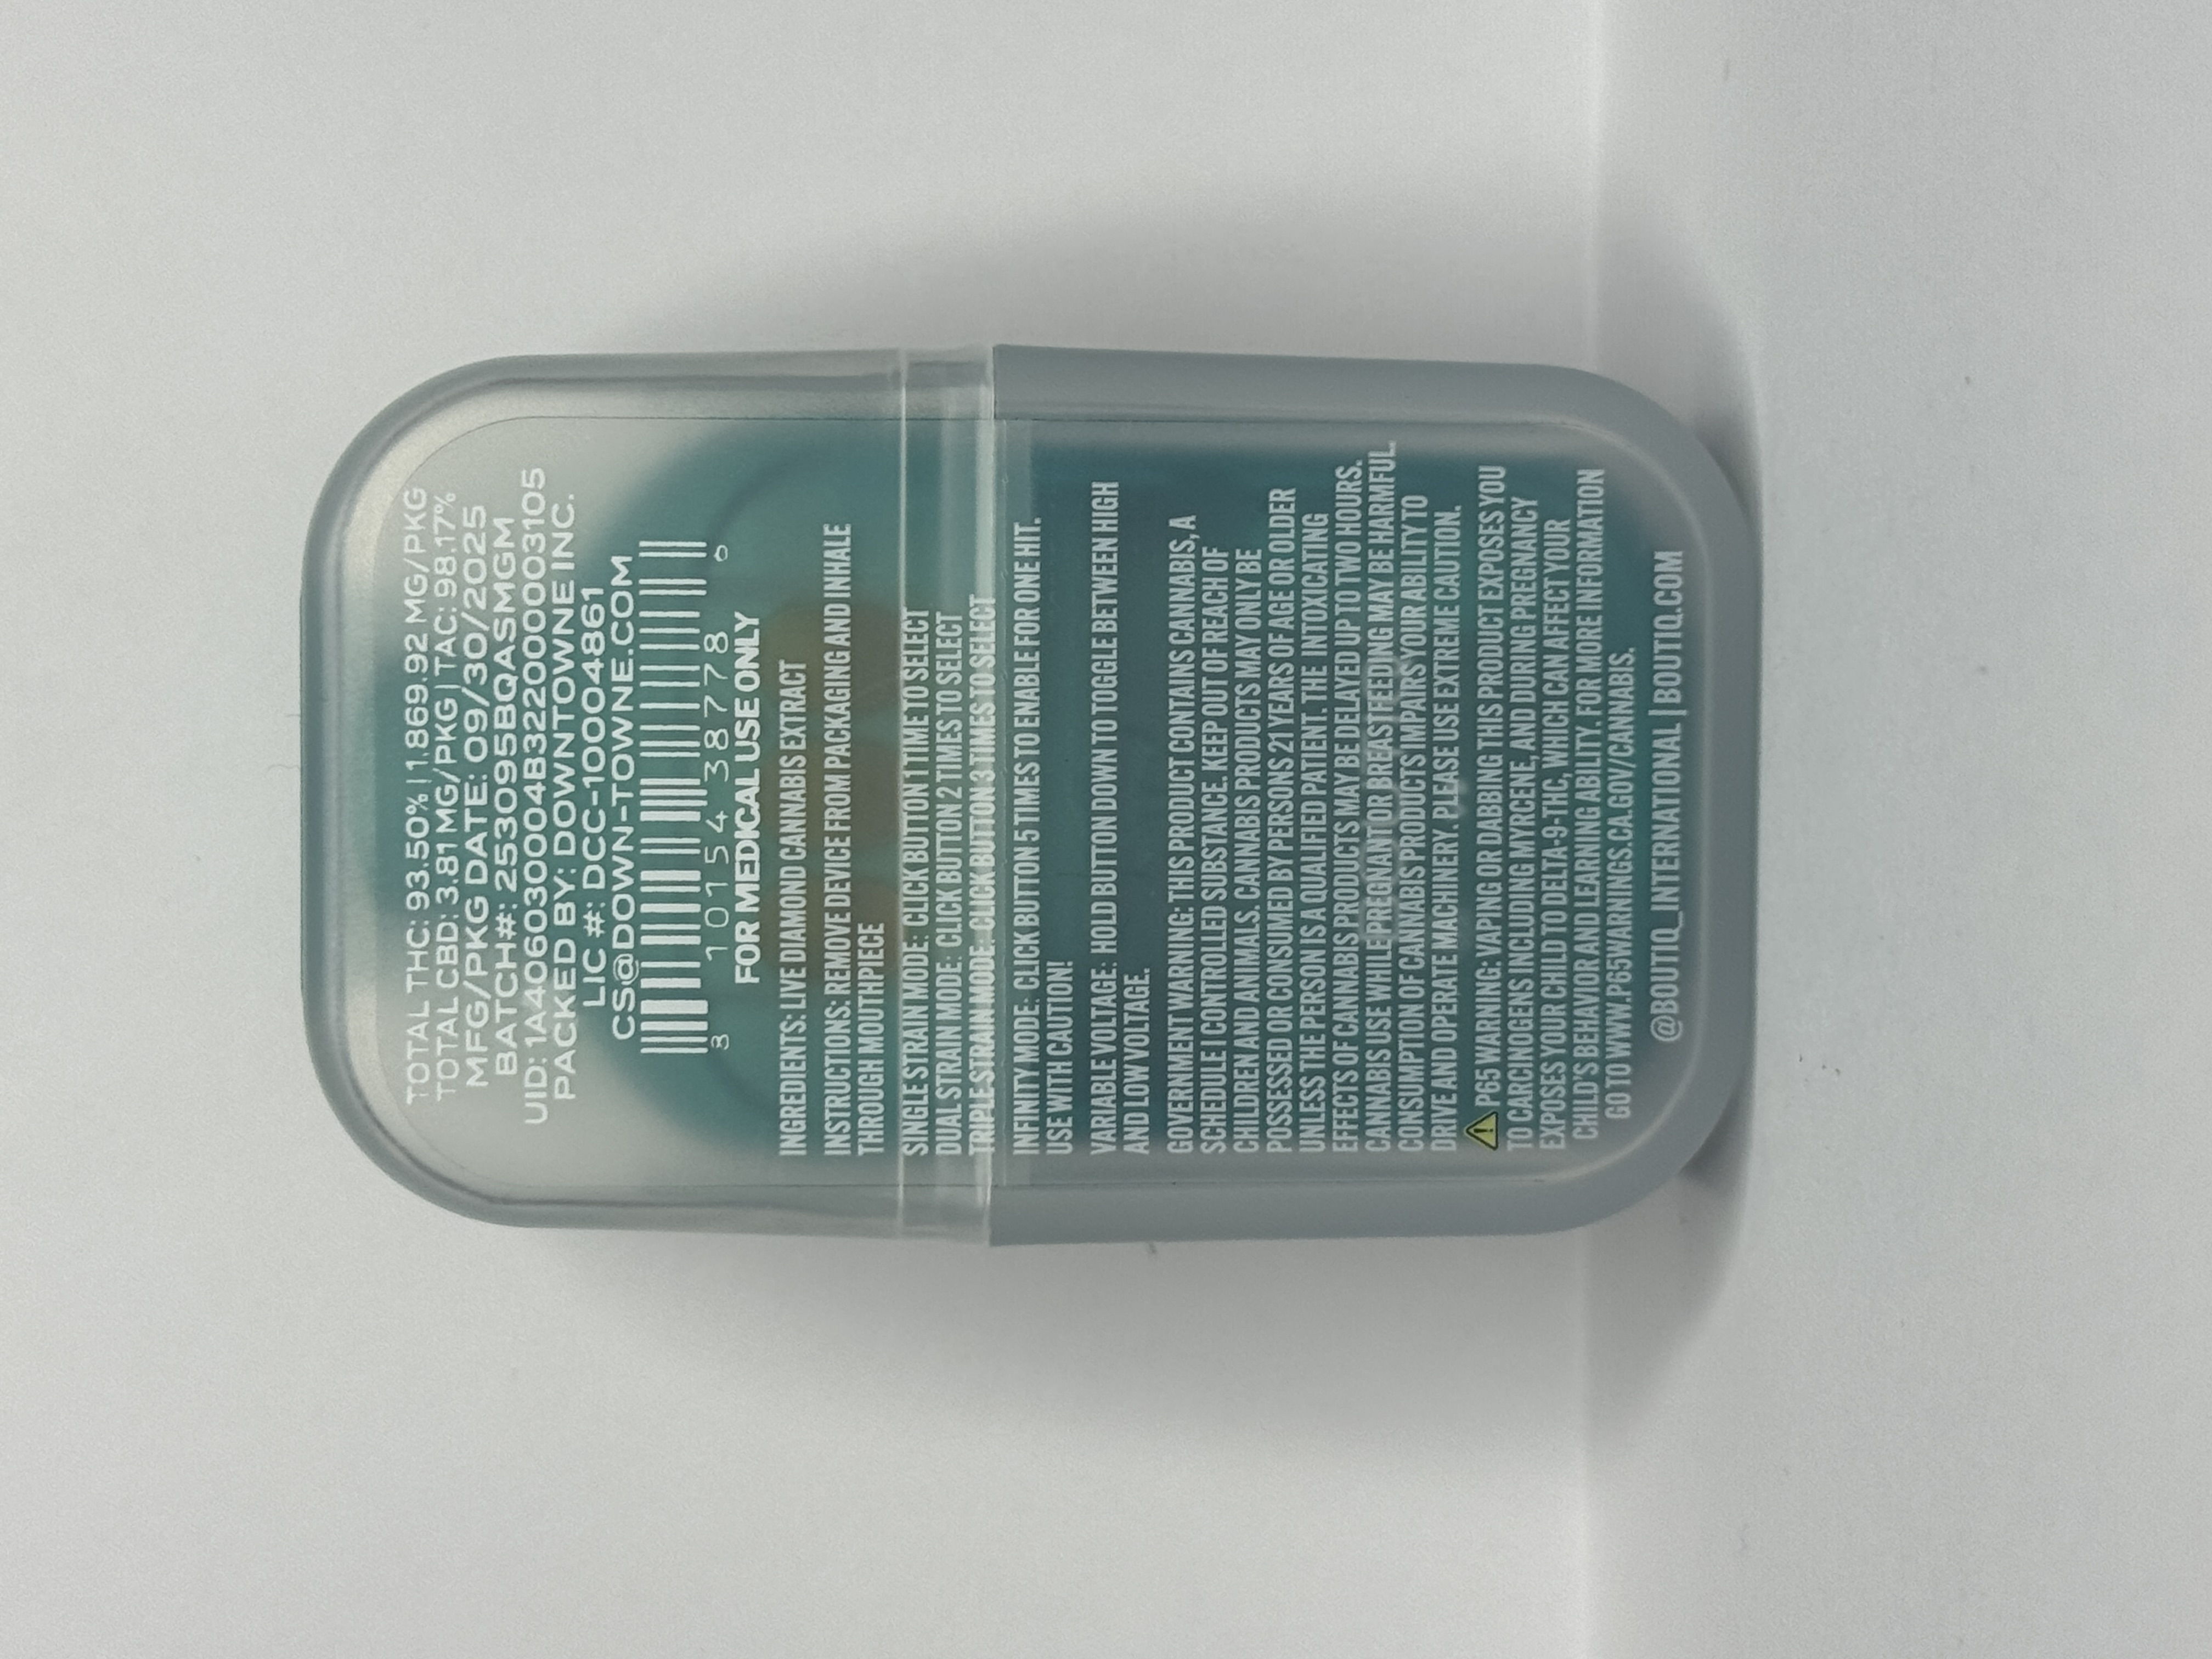 TOTAL THC: 93.50% | 1,869.92 MG/PKG
TOTAL CBD: 3.81 MG/PKG | TAC: 98.17%
MFG/PKG DATE: 09/30/2025
BATCH#: 253095BQASMGM
UID: 1A406030004B322000003105
PACKED BY: DOWNTOWNE INC.
LIC #: DCC-10004861
CS@DOWN-TOWNE.COM
3 10154 38778 0
FOR MEDICAL USE ONLY
INGREDIENTS: LIVE DIAMOND CANNABIS EXTRACT
INSTRUCTIONS: REMOVE DEVICE FROM PACKAGING AND INHALE
THROUGH MOUTHPIECE
SINGLE STRAIN MODE: CLICK BUTTON 1 TIME TO SELECT
DUAL STRAIN MODE: CLICK BUTTON 2 TIMES TO SELECT
TRIPLE STRAIN MODE: CLICK BUTTON 3 TIMES TO SELECT
INFINITY MODE: CLICK BUTTON 5 TIMES TO ENABLE FOR ONE HIT.
USE WITH CAUTION!
VARIABLE VOLTAGE: HOLD BUTTON DOWN TO TOGGLE BETWEEN HIGH
AND LOW VOLTAGE.
GOVERNMENT WARNING: THIS PRODUCT CONTAINS CANNABIS, A
SCHEDULE I CONTROLLED SUBSTANCE. KEEP OUT OF REACH OF
CHILDREN AND ANIMALS. CANNABIS PRODUCTS MAY ONLY BE
POSSESSED OR CONSUMED BY PERSONS 21 YEARS OF AGE OR OLDER
UNLESS THE PERSON IS A QUALIFIED PATIENT. THE INTOXICATING
EFFECTS OF CANNABIS PRODUCTS MAY BE DELAYED UP TO TWO HOURS.
CANNABIS USE WHILE PREGNANT OR BREASTFEEDING MAY BE HARMFUL.
CONSUMPTION OF CANNABIS PRODUCTS IMPAIRS YOUR ABILITY TO
DRIVE AND OPERATE MACHINERY. PLEASE USE EXTREME CAUTION.
P65 WARNING: VAPING OR DABBING THIS PRODUCT EXPOSES YOU
TO CARCINOGENS INCLUDING MYRCENE, AND DURING PREGNANCY
EXPOSES YOUR CHILD TO DELTA-9-THC, WHICH CAN AFFECT YOUR
CHILD'S BEHAVIOR AND LEARNING ABILITY. FOR MORE INFORMATION
GO TO WWW.P65WARNINGS.CA.GOV/CANNABIS.
@BOUTIQ_INTERNATIONAL | BOUTIQ.COM